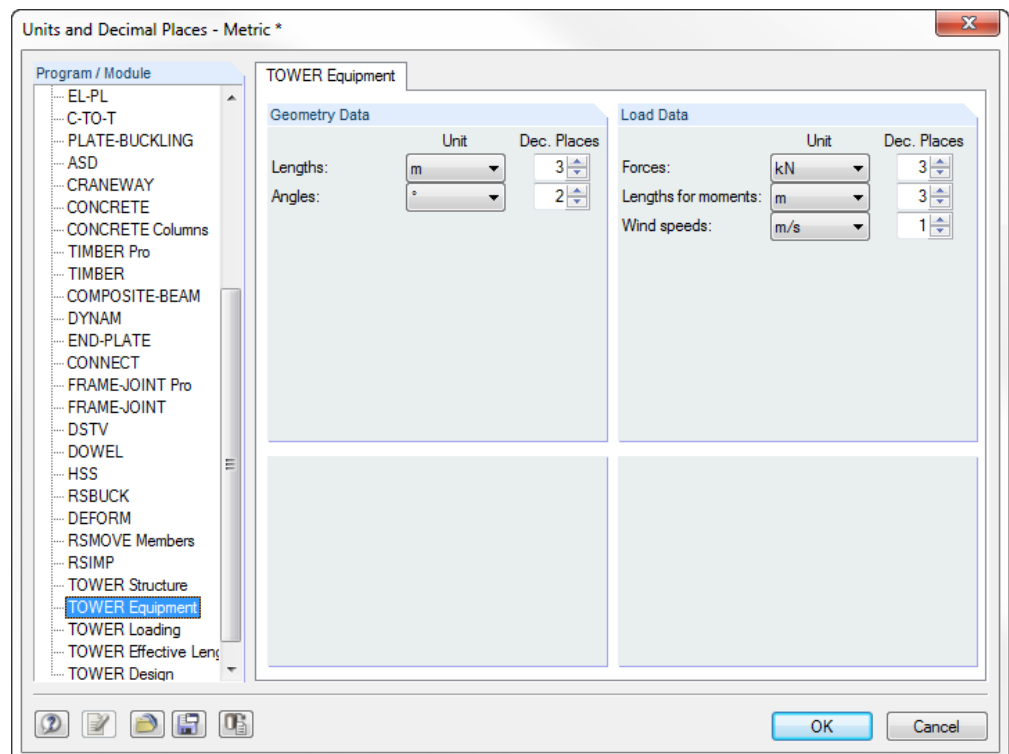 Units and Decimal Places - Metric *
Program / Module
EL-PL
C-TO-T
PLATE-BUCKLING
ASD
CRANEWAY
CONCRETE
CONCRETE Columns
TIMBER Pro
TIMBER
COMPOSITE-BEAM
DYNAM
END-PLATE
CONNECT
FRAME-JOINT Pro
FRAME-JOINT
DSTV
DOWEL
HSS
RSBUCK
DEFORM
RSMOVE Members
RSIMP
TOWER Structure
TOWER Equipment
TOWER Loading
TOWER Effective Leng
TOWER Design
TOWER Equipment
Geometry Data
Unit Dec. Places
Lengths: m 3
Angles: ° 2
Load Data
Unit Dec. Places
Forces: kN 3
Lengths for moments: m 3
Wind speeds: m/s 1
OK Cancel